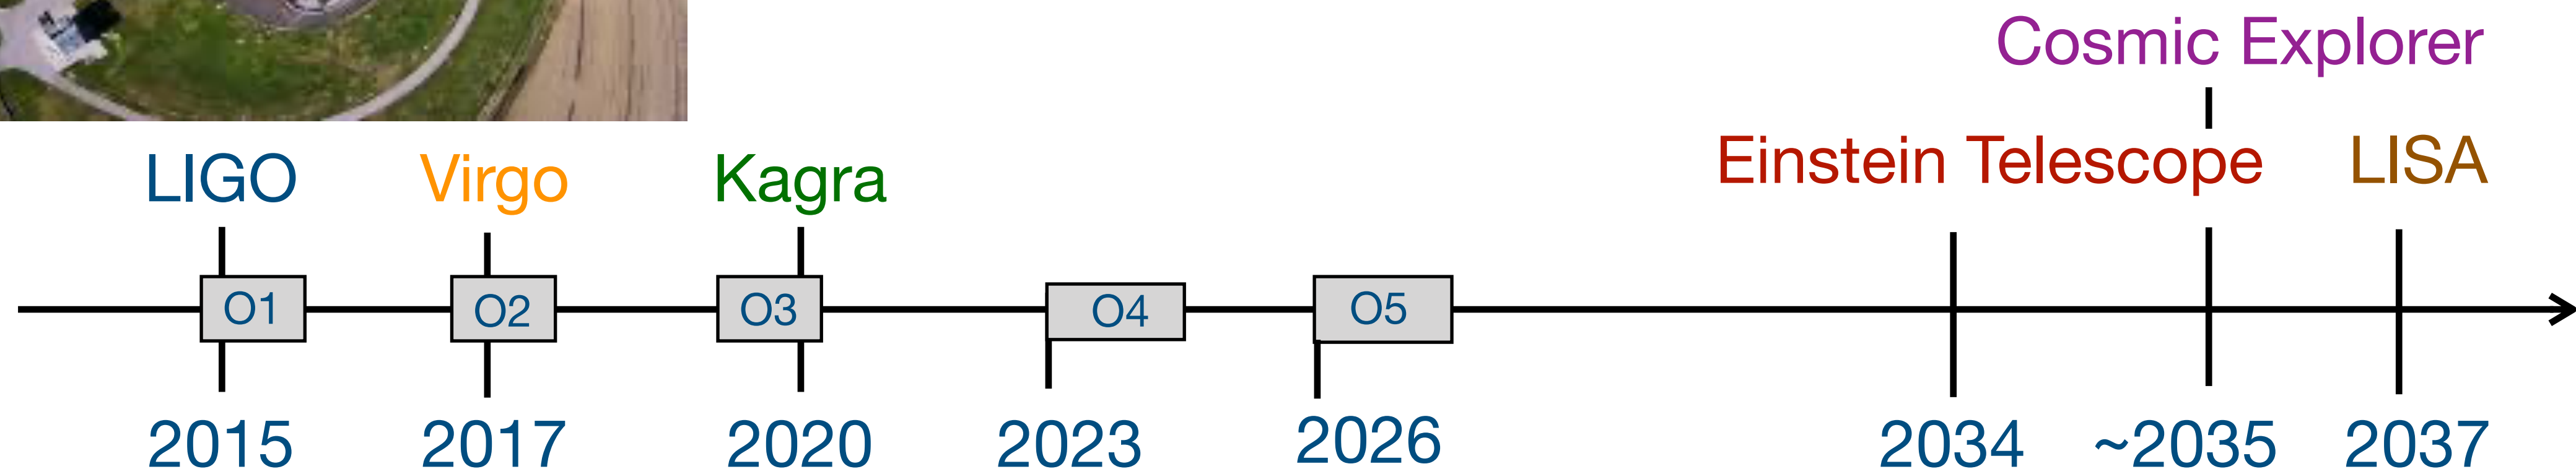 Cosmic Explorer
LIGO Virgo Kagra Einstein Telescope LISA
O1 O2 O3 O4 O5
2015 2017 2020 2023 2026 2034 ~2035 2037